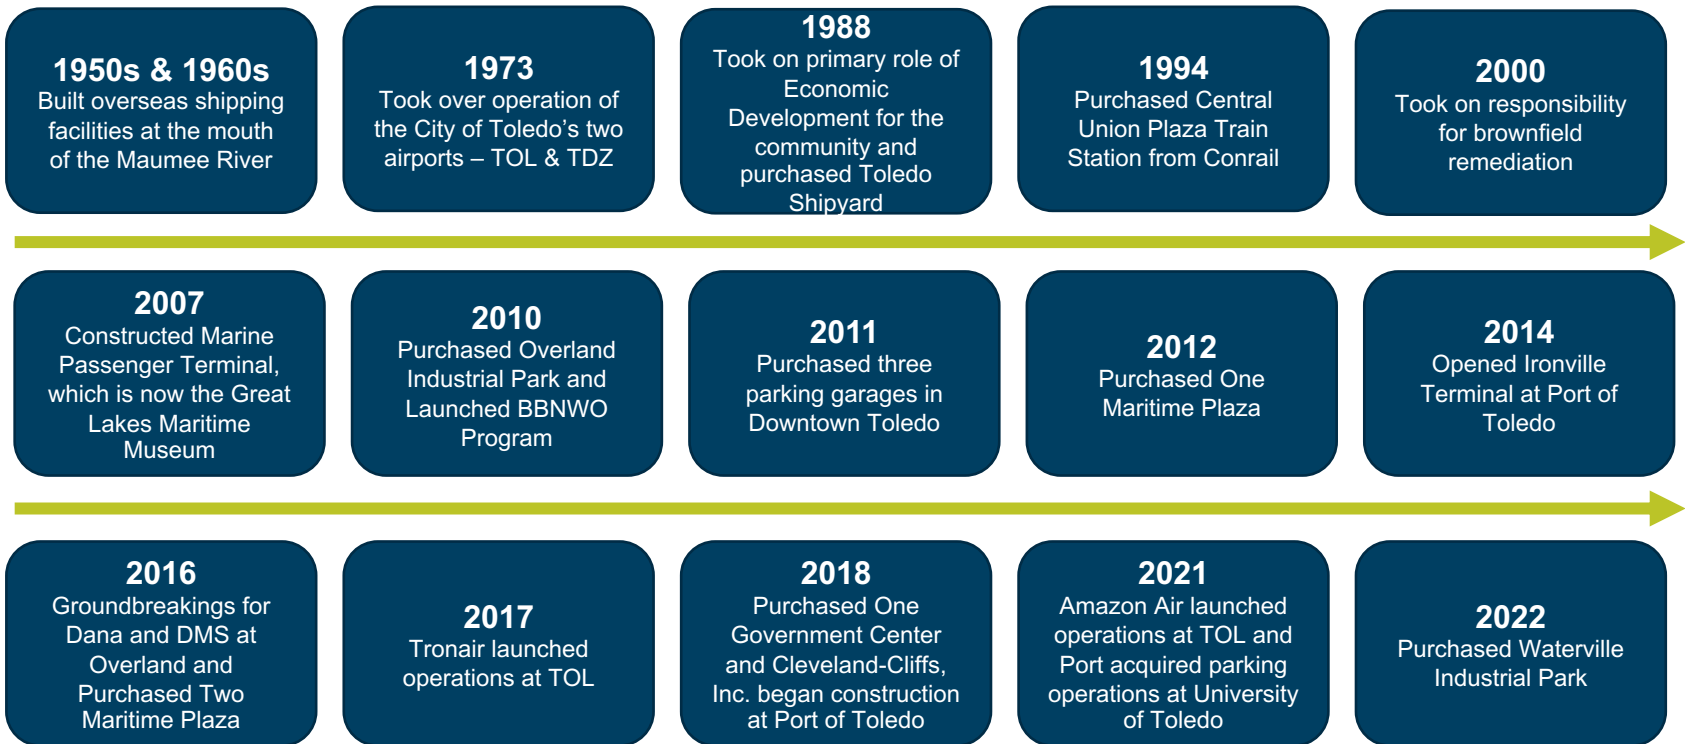 1950s & 1960s
Built overseas shipping
facilities at the mouth
of the Maumee River
1973
Took over operation of
the City of Toledo’s two
airports – TOL & TDZ
1988
Took on primary role of
Economic
Development for the
community and
purchased Toledo
Shipyard
1994
Purchased Central
Union Plaza Train
Station from Conrail
2000
Took on responsibility
for brownfield
remediation
2007
Constructed Marine
Passenger Terminal,
which is now the Great
Lakes Maritime
Museum
2010
Purchased Overland
Industrial Park and
Launched BBNWO
Program
2011
Purchased three
parking garages in
Downtown Toledo
2012
Purchased One
Maritime Plaza
2014
Opened Ironville
Terminal at Port of
Toledo
2016
Groundbreakings for
Dana and DMS at
Overland and
Purchased Two
Maritime Plaza
2017
Tronair launched
operations at TOL
2018
Purchased One
Government Center
and Cleveland-Cliffs,
Inc. began construction
at Port of Toledo
2021
Amazon Air launched
operations at TOL and
Port acquired parking
operations at University
of Toledo
2022
Purchased Waterville
Industrial Park